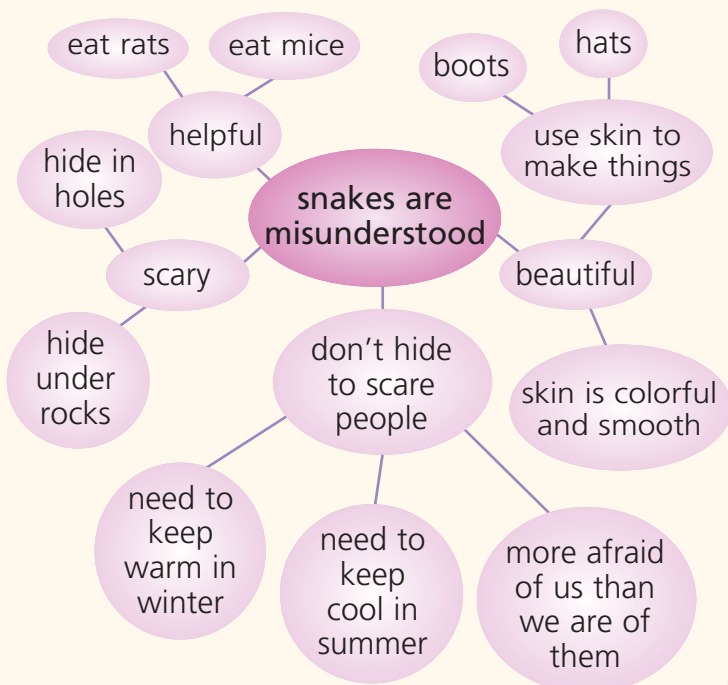 eat rats
eat mice
helpful
hide in
holes
scary
hide
under
rocks
snakes are
misunderstood
boots
hats
use skin to
make things
beautiful
skin is colorful
and smooth
don't hide
to scare
people
need to
keep
warm in
winter
need to
keep
cool in
summer
more afraid
of us than
we are of
them